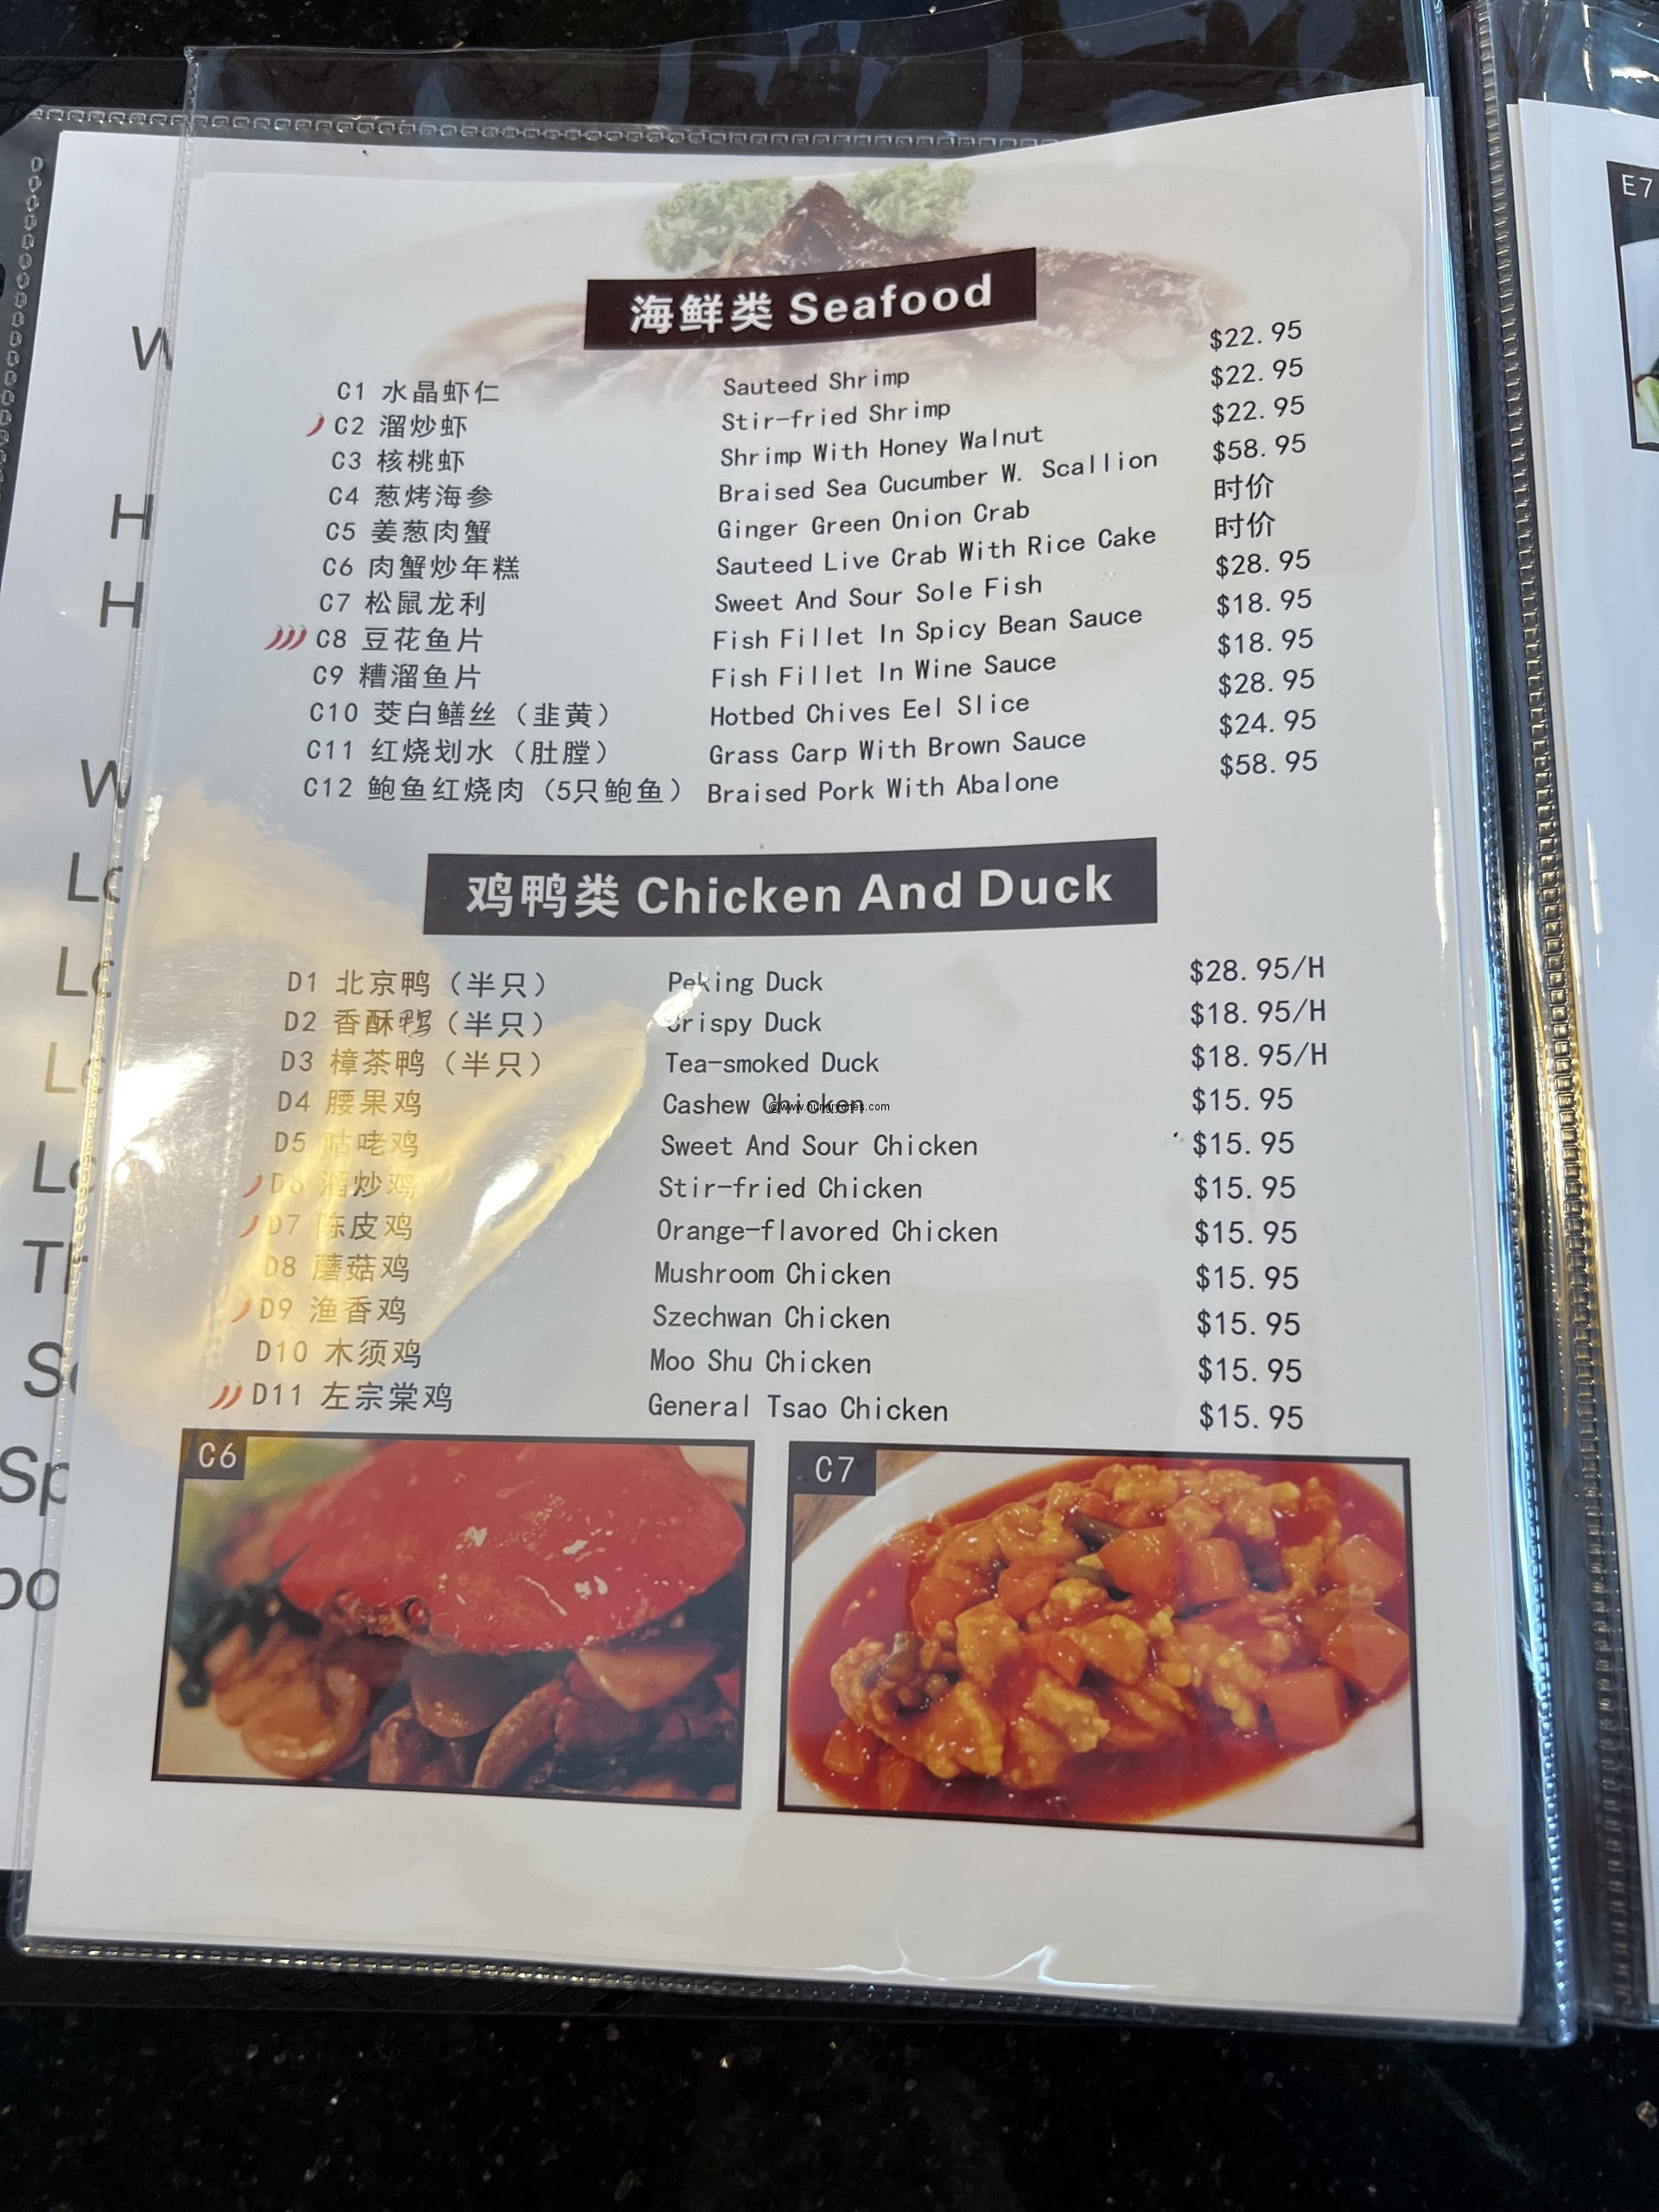 海鲜类 Seafood
C1 水晶虾仁 Sauteed Shrimp $22.95
C2 溜炒虾 Stir-fried Shrimp $22.95
C3 核桃虾 Shrimp With Honey Walnut $22.95
C4 葱烤海参 Braised Sea Cucumber W. Scallion $58.95
C5 姜葱肉蟹 Ginger Green Onion Crab 时价
C6 肉蟹炒年糕 Sauteed Live Crab With Rice Cake 时价
C7 松鼠龙利 Sweet And Sour Sole Fish $28.95
C8 豆花鱼片 Fish Fillet In Spicy Bean Sauce $18.95
C9 糟溜鱼片 Fish Fillet In Wine Sauce $18.95
C10 茭白鳝丝（韭黄） Hotbed Chives Eel Slice $28.95
C11 红烧划水（肚膛） Grass Carp With Brown Sauce $24.95
C12 鲍鱼红烧肉（5只鲍鱼） Braised Pork With Abalone $58.95
鸡鸭类 Chicken And Duck
D1 北京鸭（半只） Peking Duck $28.95/H
D2 香酥鸭（半只） Crispy Duck $18.95/H
D3 樟茶鸭（半只） Tea-smoked Duck $18.95/H
D4 腰果鸡 Cashew Chicken $15.95
@www.hungryones.com
D5 咕咾鸡 Sweet And Sour Chicken $15.95
D6 溜炒鸡 Stir-fried Chicken $15.95
D7 陈皮鸡 Orange-flavored Chicken $15.95
D8 蘑菇鸡 Mushroom Chicken $15.95
D9 渔香鸡 Szechwan Chicken $15.95
D10 木须鸡 Moo Shu Chicken $15.95
D11 左宗棠鸡 General Tsao Chicken $15.95
C6
C7
E7